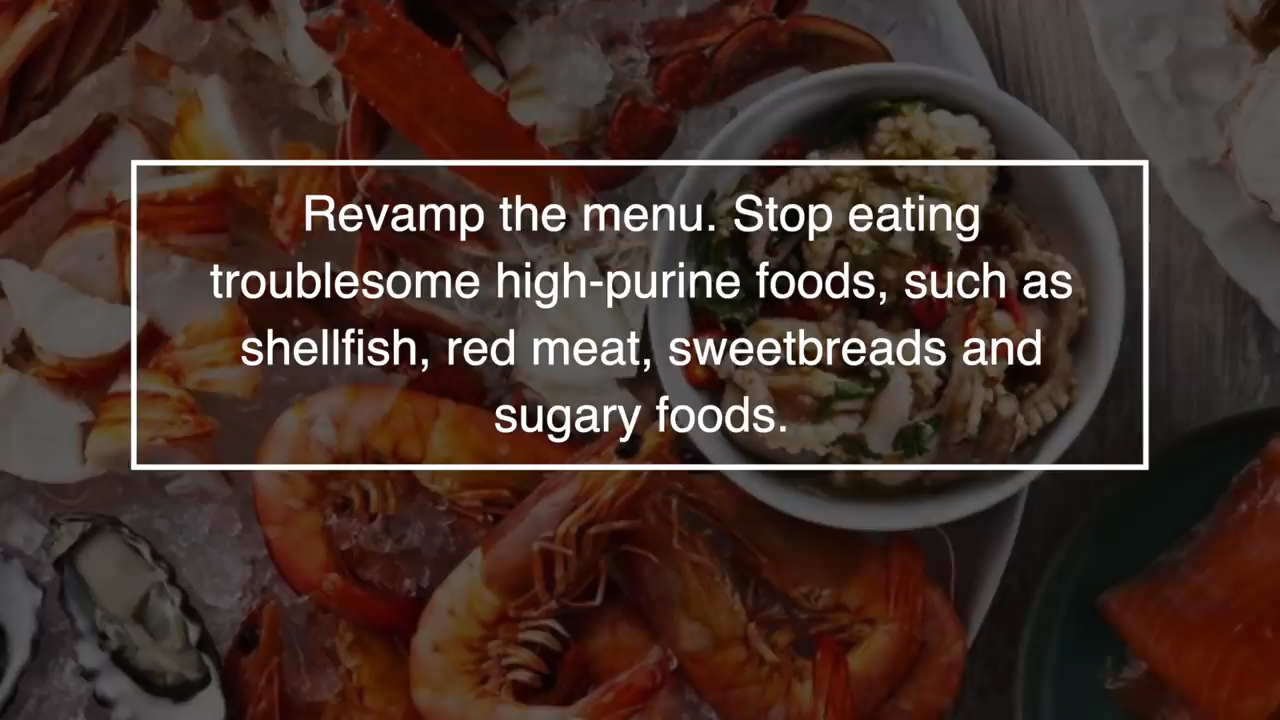 Revamp the menu. Stop eating
troublesome high-purine foods, such as
shellfish, red meat, sweetbreads and
sugary foods.